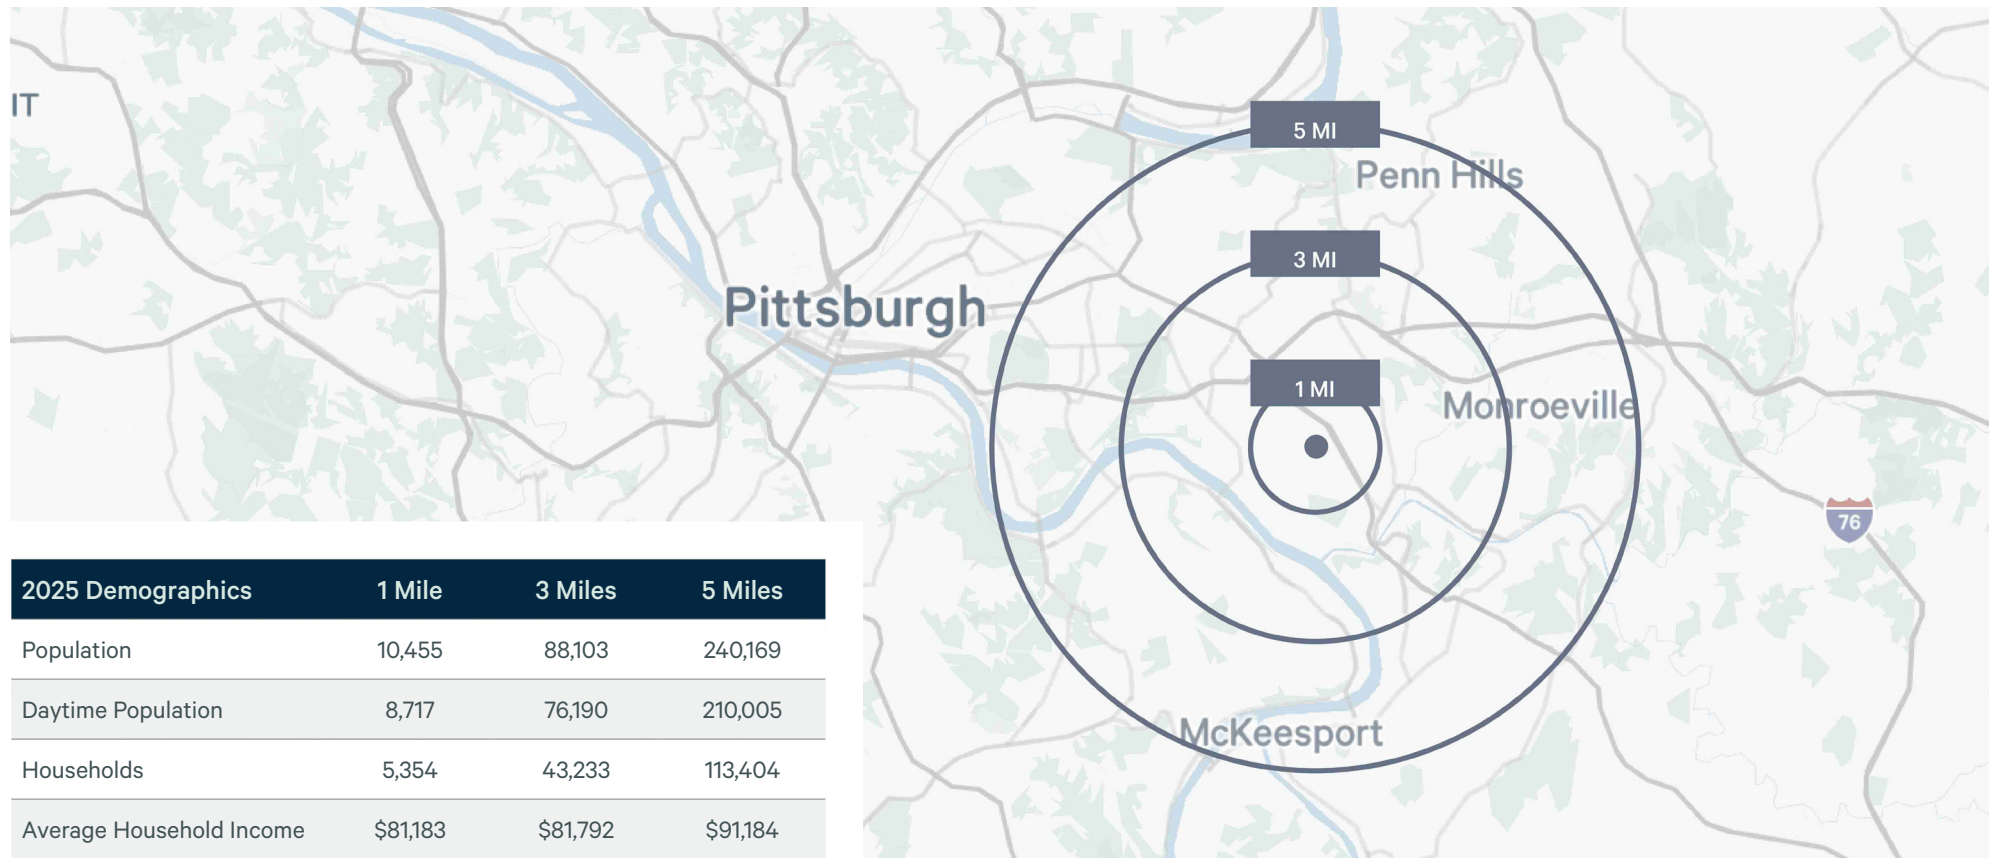 IT
5 MI
Penn Hills
3 MI
Pittsburgh
1 MI
Monroeville
76
McKeesport
2025 Demographics 1 Mile 3 Miles 5 Miles
Population 10,455 88,103 240,169
Daytime Population 8,717 76,190 210,005
Households 5,354 43,233 113,404
Average Household Income $81,183 $81,792 $91,184